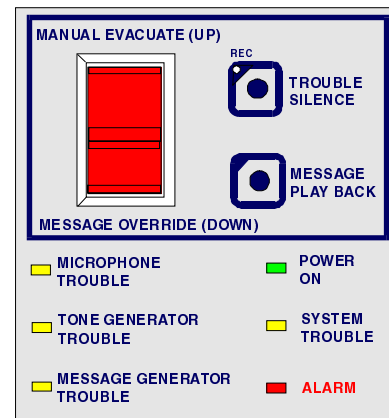 MANUAL EVACUATE (UP)
REC
TROUBLE
SILENCE
MESSAGE
PLAY BACK
MESSAGE OVERRIDE (DOWN)
MICROPHONE
TROUBLE
POWER
ON
TONE GENERATOR
TROUBLE
SYSTEM
TROUBLE
MESSAGE GENERATOR
TROUBLE
ALARM